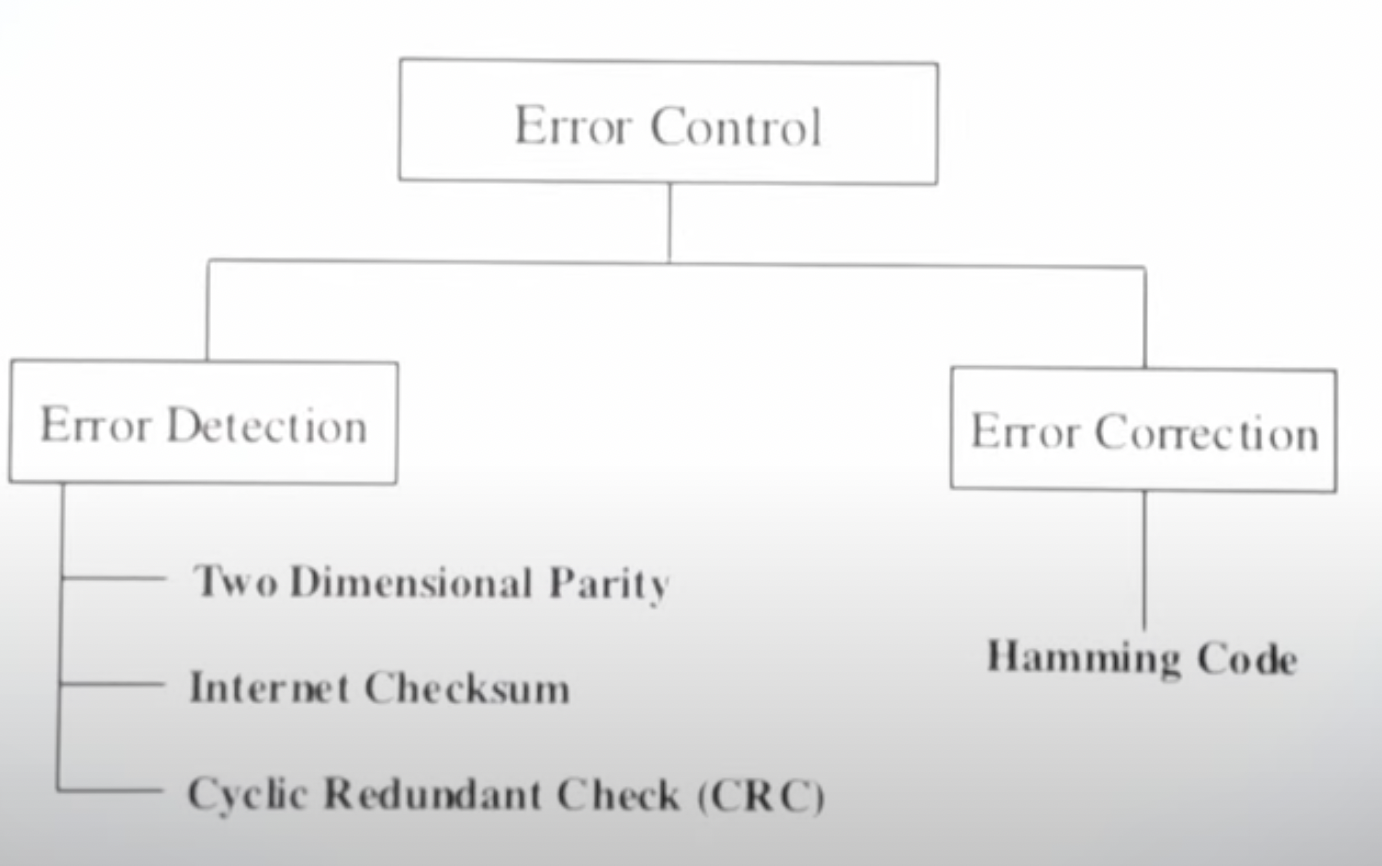 Error Control
Error Detection
Error Correction
Two Dimensional Parity
Internet Checksum
Hamming Code
Cyclic Redundant Check (CRC)